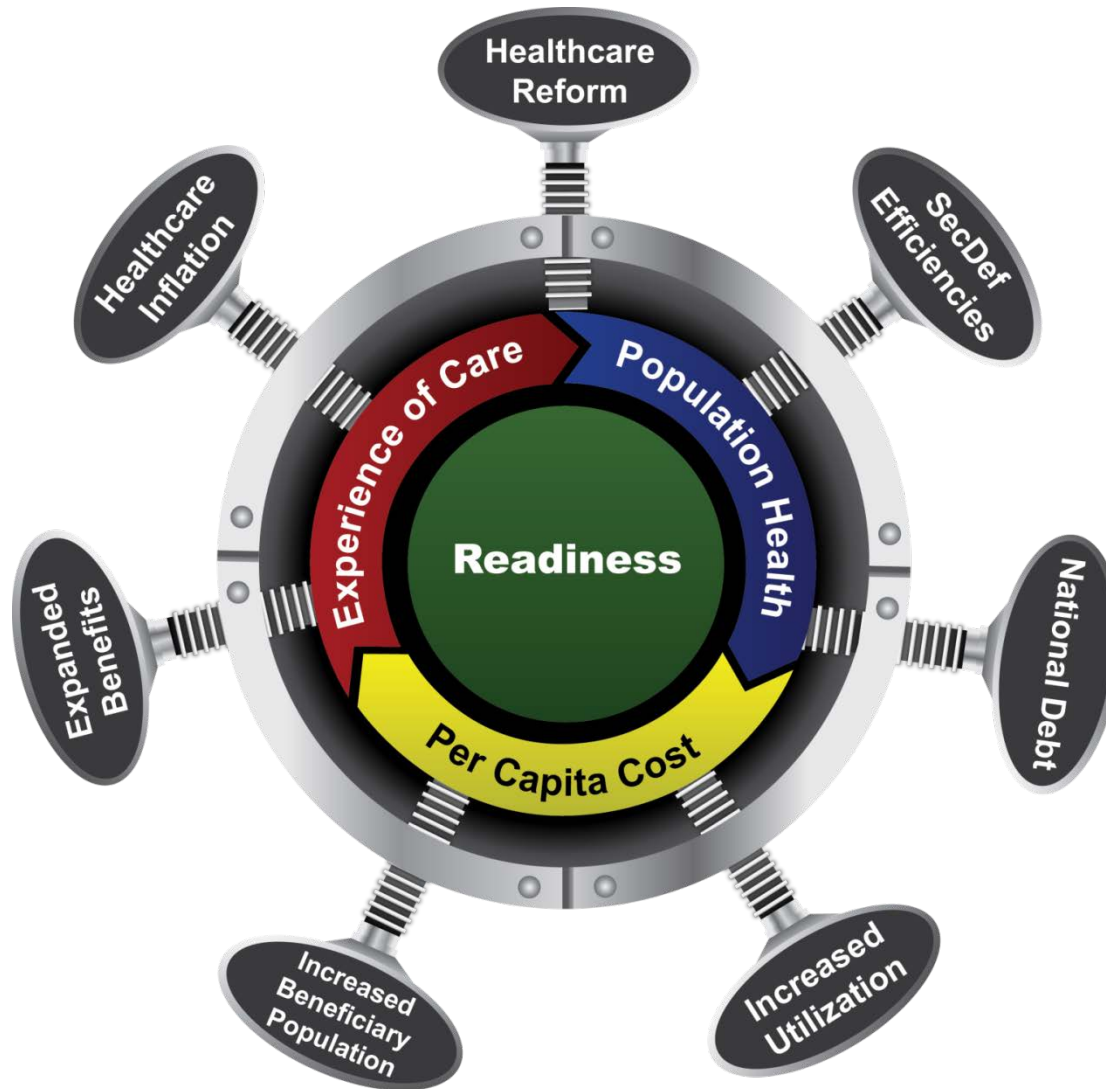 Healthcare
Reform
SecDef
Efficiencies
National Debt
Increased
Utilization
Increased
Beneficiary
Population
Expanded
Benefits
Healthcare
Inflation
Experience of Care
Population Health
Per Capita Cost
Readiness